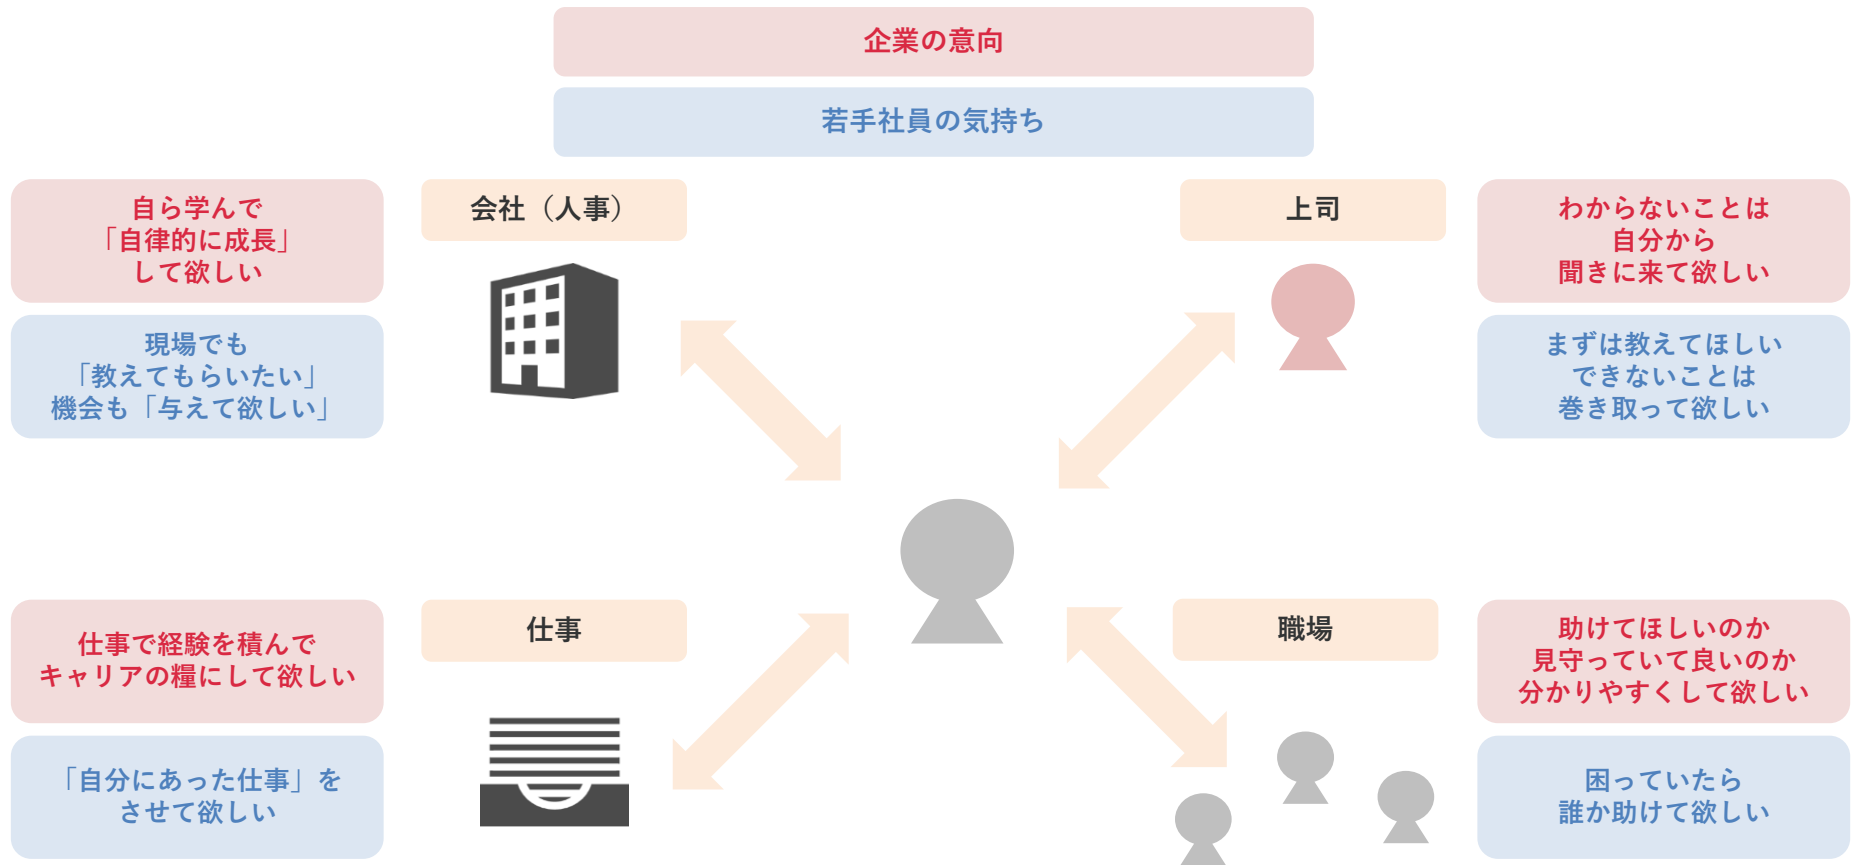 企業の意向
若手社員の気持ち
自ら学んで
「自律的に成長」
して欲しい
現場でも
「教えてもらいたい」
機会も「与えて欲しい」
会社（人事）
上司
わからないことは
自分から
聞きに来て欲しい
まずは教えてほしい
できないことは
巻き取って欲しい
仕事で経験を積んで
キャリアの糧にして欲しい
「自分にあった仕事」を
させて欲しい
仕事
職場
助けてほしいのか
見守っていて良いのか
分かりやすくして欲しい
困っていたら
誰か助けて欲しい